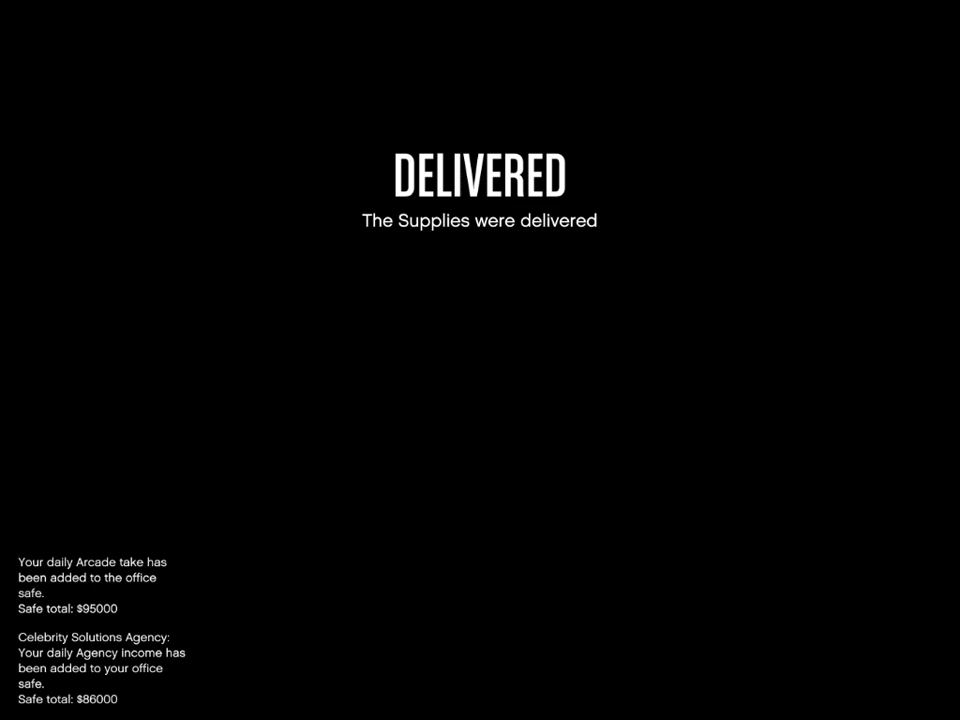 DELIVERED
The Supplies were delivered
Your daily Arcade take has
been added to the office
safe.
Safe total: $95000
Celebrity Solutions Agency:
Your daily Agency income has
been added to your office
safe.
Safe total: $86000